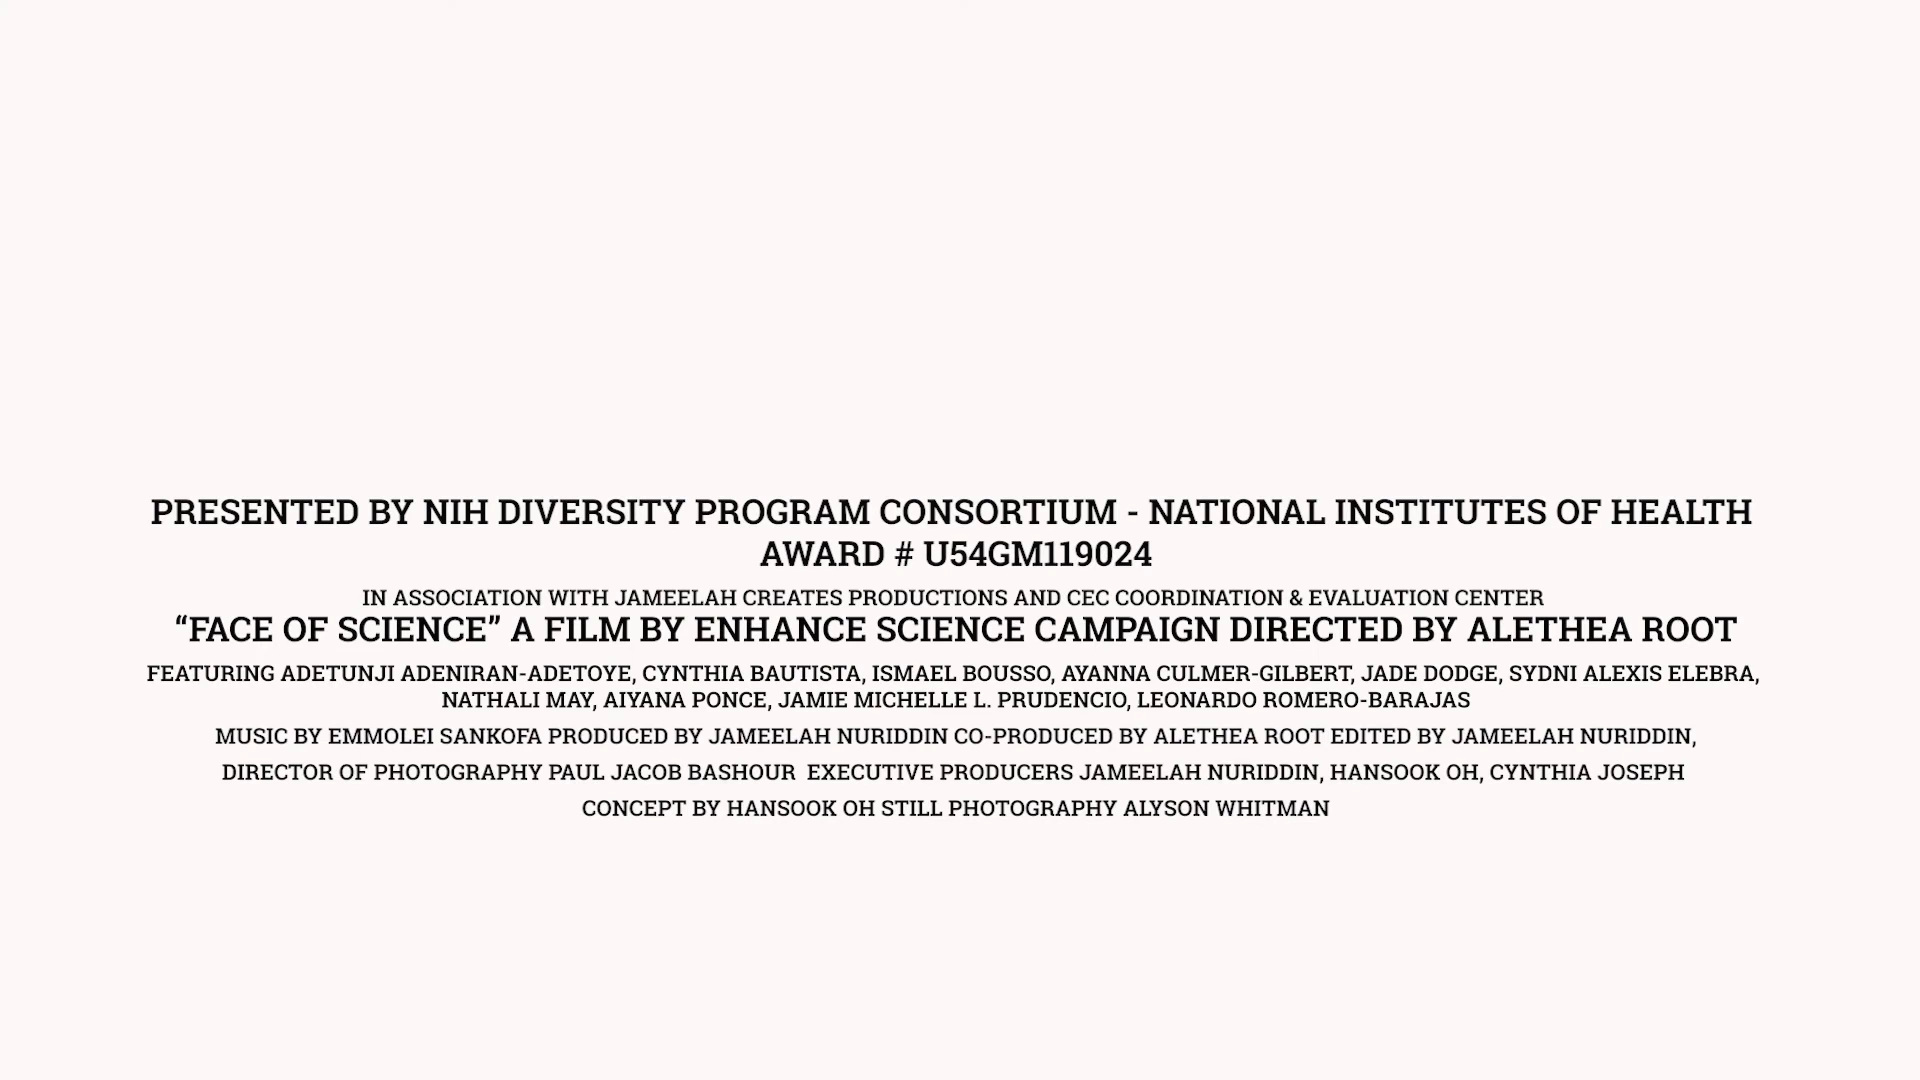 PRESENTED BY NIH DIVERSITY PROGRAM CONSORTIUM - NATIONAL INSTITUTES OF HEALTH
AWARD # U54GM119024
IN ASSOCIATION WITH JAMEELAH CREATES PRODUCTIONS AND CEC COORDINATION & EVALUATION CENTER
“FACE OF SCIENCE” A FILM BY ENHANCE SCIENCE CAMPAIGN DIRECTED BY ALETHEA ROOT
FEATURING ADETUNJI ADENIRAN-ADETOYE, CYNTHIA BAUTISTA, ISMAEL BOUSSO, AYANNA CULMER-GILBERT, JADE DODGE, SYDNI ALEXIS ELEBRA,
NATHALI MAY, AIYANA PONCE, JAMIE MICHELLE L. PRUDENCIO, LEONARDO ROMERO-BARAJAS
MUSIC BY EMMOLEI SANKOFA PRODUCED BY JAMEELAH NURIDDIN CO-PRODUCED BY ALETHEA ROOT EDITED BY JAMEELAH NURIDDIN,
DIRECTOR OF PHOTOGRAPHY PAUL JACOB BASHOUR  EXECUTIVE PRODUCERS JAMEELAH NURIDDIN, HANSOOK OH, CYNTHIA JOSEPH
CONCEPT BY HANSOOK OH STILL PHOTOGRAPHY ALYSON WHITMAN